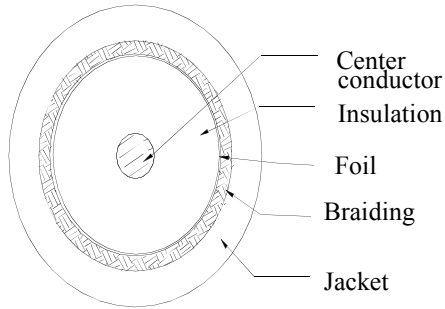 Center
conductor
Insulation
Foil
Braiding
Jacket